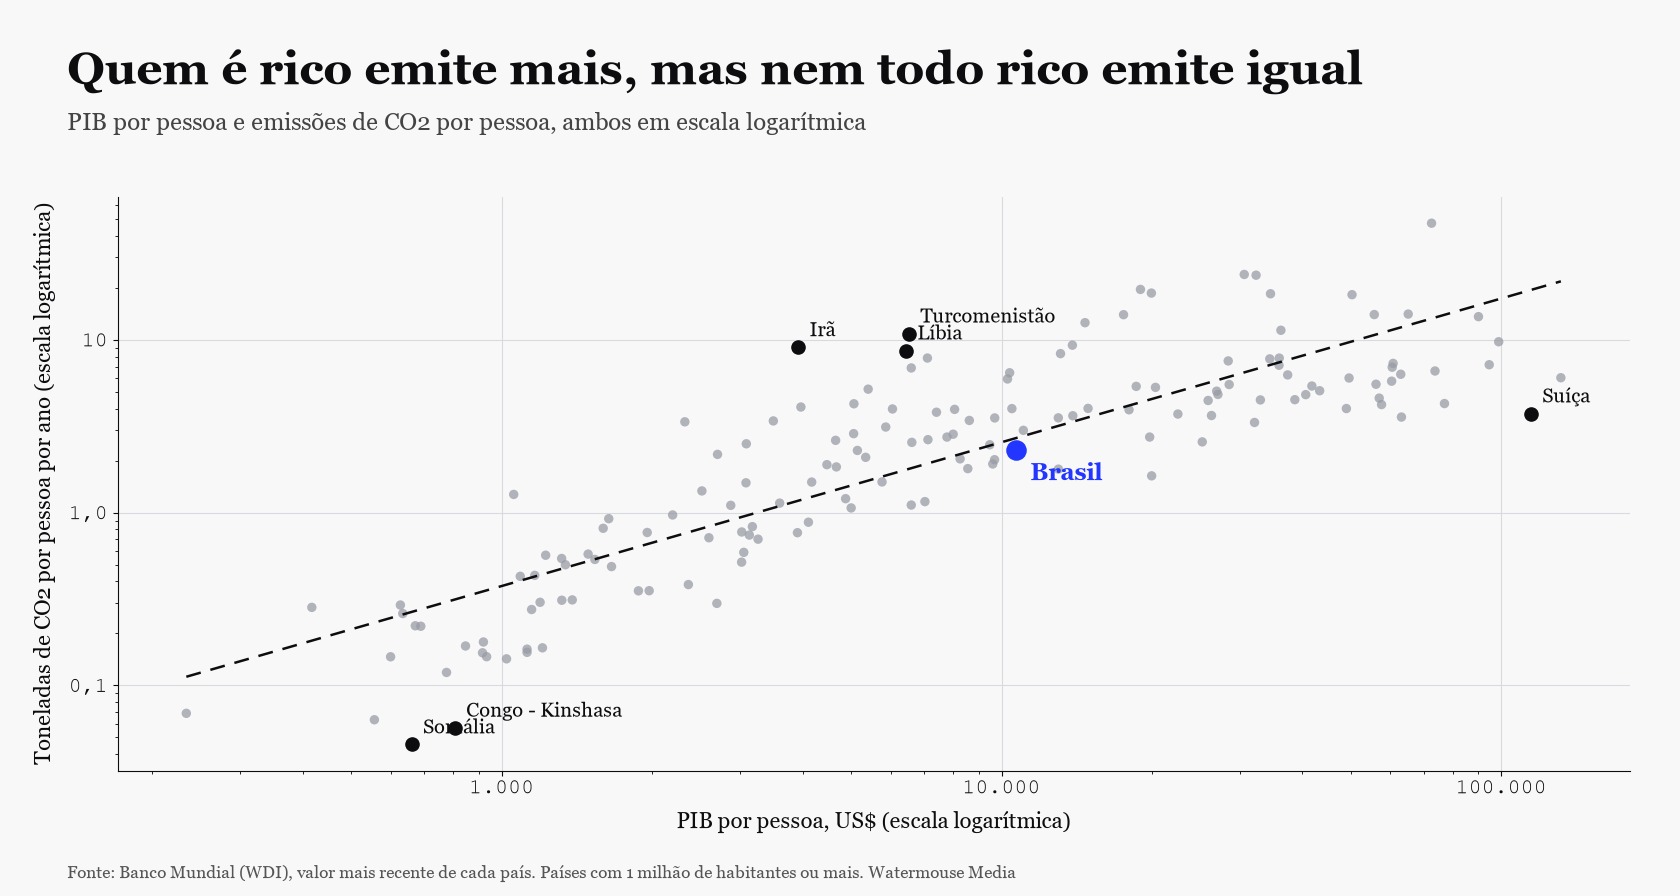 Quem é rico emite mais, mas nem todo rico emite igual
PIB por pessoa e emissões de CO2 por pessoa, ambos em escala logarítmica
Toneladas de CO2 por pessoa por ano (escala logarítmica)
10
1,0
0,1
Irã
Turcomenistão
Líbia
Suíça
Brasil
Congo - Kinshasa
Somália
1.000
10.000
100.000
PIB por pessoa, US$ (escala logarítmica)
Fonte: Banco Mundial (WDI), valor mais recente de cada país. Países com 1 milhão de habitantes ou mais. Watermouse Media